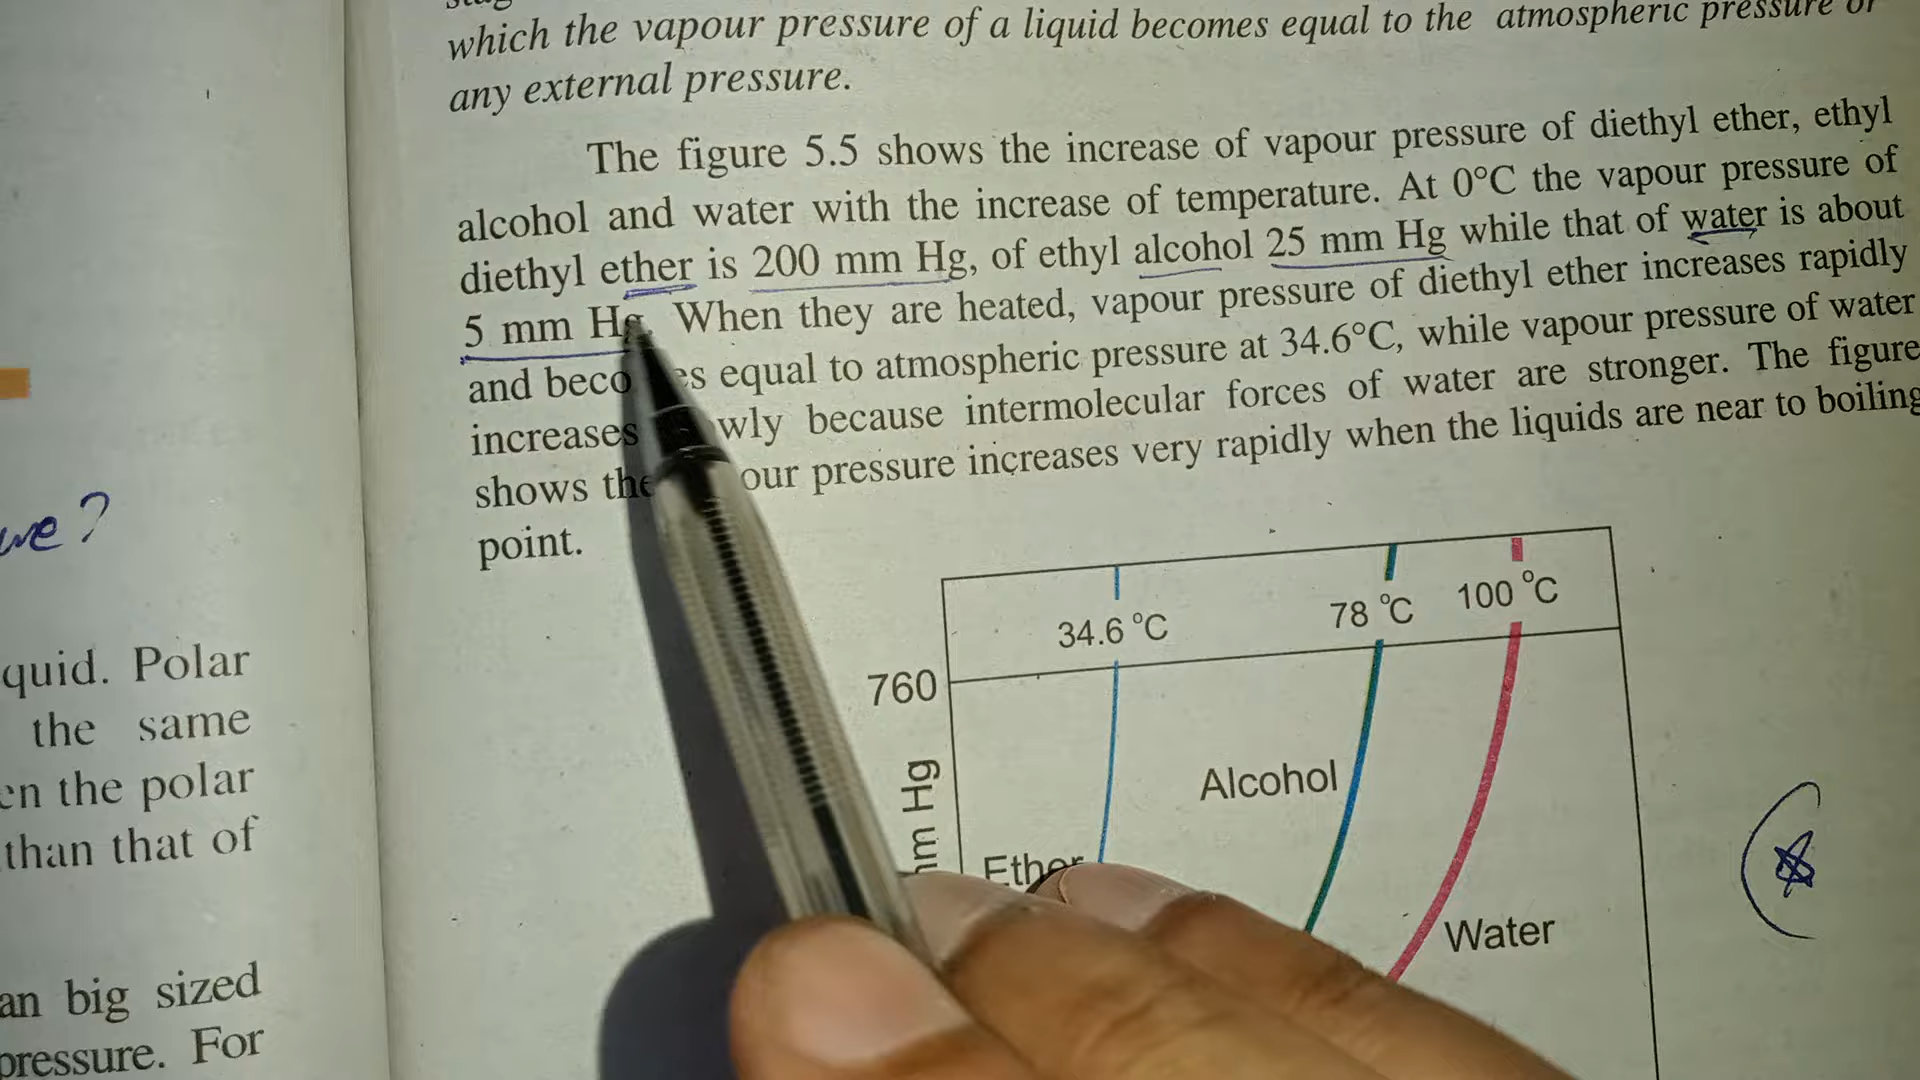 which the vapour pressure of a liquid becomes equal to the atmospheric pressure or
any external pressure.
The figure 5.5 shows the increase of vapour pressure of diethyl ether, ethyl
alcohol and water with the increase of temperature. At 0°C the vapour pressure of
diethyl ether is 200 mm Hg, of ethyl alcohol 25 mm Hg while that of water is about
5 mm Hg. When they are heated, vapour pressure of diethyl ether increases rapidly
and becomes equal to atmospheric pressure at 34.6°C, while vapour pressure of water
increases slowly because intermolecular forces of water are stronger. The figure
shows the pressure increases very rapidly when the liquids are near to boiling
point.
34.6 °C
78 °C
100 °C
760
mm Hg
Alcohol
Ether
Water
?
quid. Polar
the same
en the polar
than that of
an big sized
pressure. For